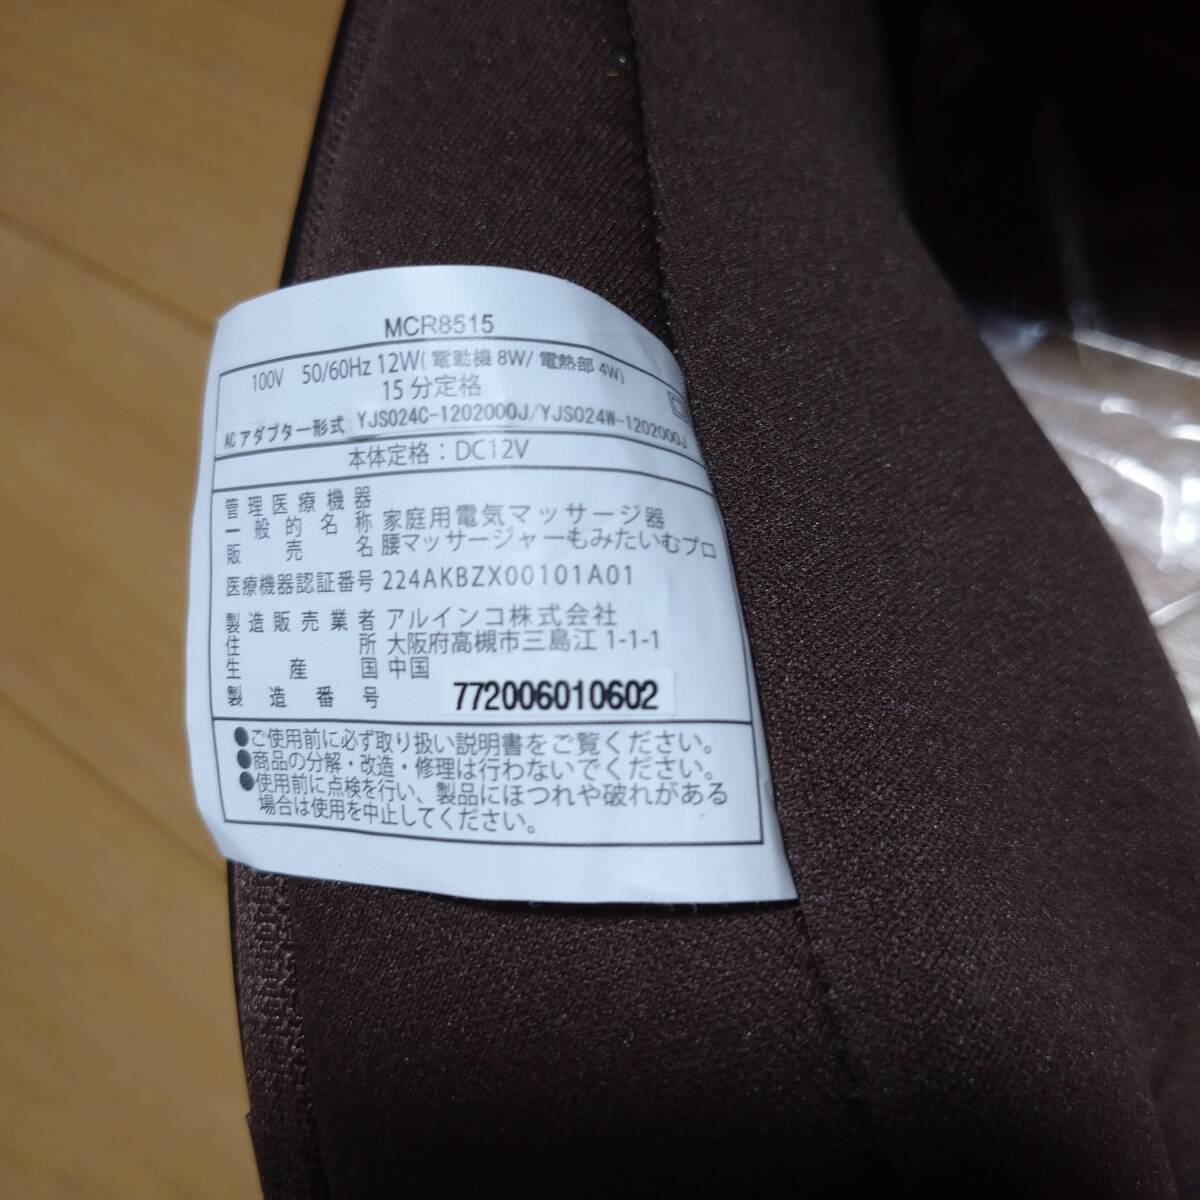 MCR8515
100V 50/60Hz 12W(電動機 8W/ 電熱部 4W)
15分定格
ACアダプター形式：YJS024C-1202000J/YJS024W-1202000J
本体定格：DC12V
管理医療機器
一般的名称 家庭用電気マッサージ器
販売名 腰マッサージャーもみたいむプロ
医療機器認証番号 224AKBZX00101A01
製造販売業者 アルインコ株式会社
住所 大阪府高槻市三島江 1-1-1
生産国 中国
製造番号 772006010602
●ご使用前に必ず取り扱い説明書をご覧ください。
●商品の分解・改造・修理は行わないでください。
●使用前に点検を行い、製品にほつれや破れがある
場合は使用を中止してください。